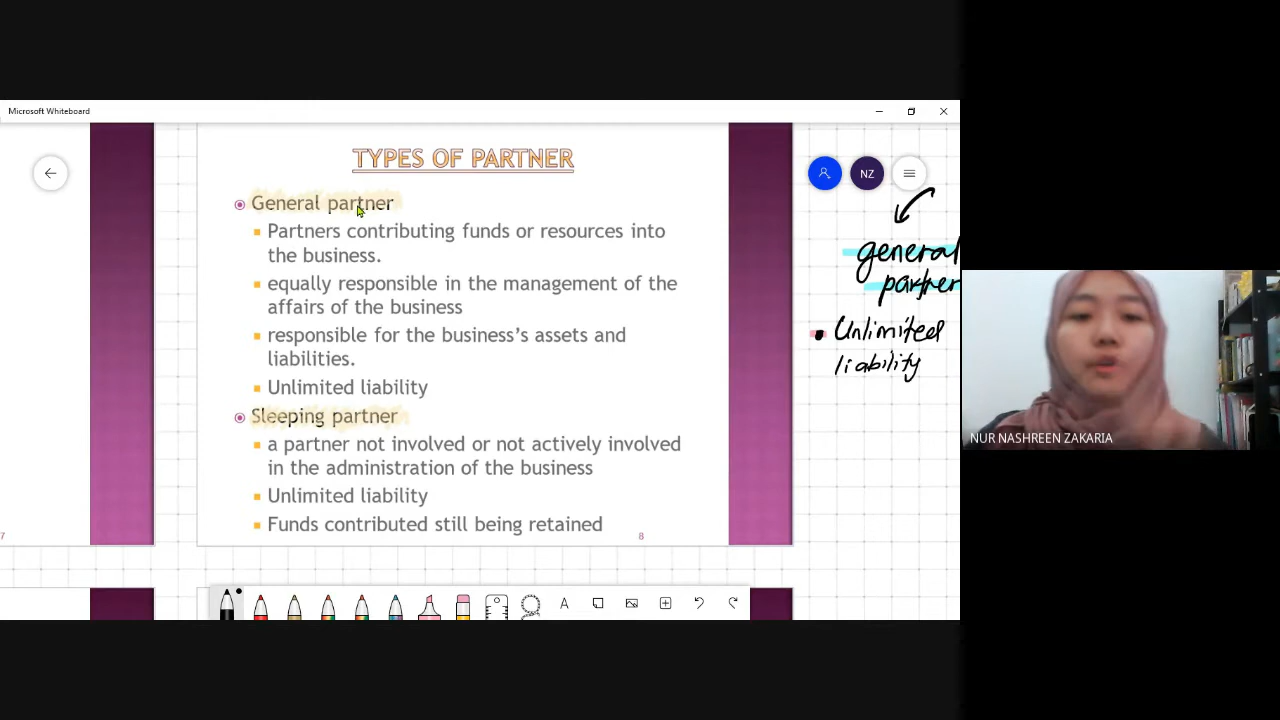 Microsoft Whiteboard
TYPES OF PARTNER
NZ
General partner
Partners contributing funds or resources into
the business.
equally responsible in the management of the
affairs of the business
responsible for the business's assets and
liabilities.
Unlimited liability
Sleeping partner
a partner not involved or not actively involved
in the administration of the business
Unlimited liability
Funds contributed still being retained
7
8
general
partner
• Unlimited
liability
NUR NASHREEN ZAKARIA
A